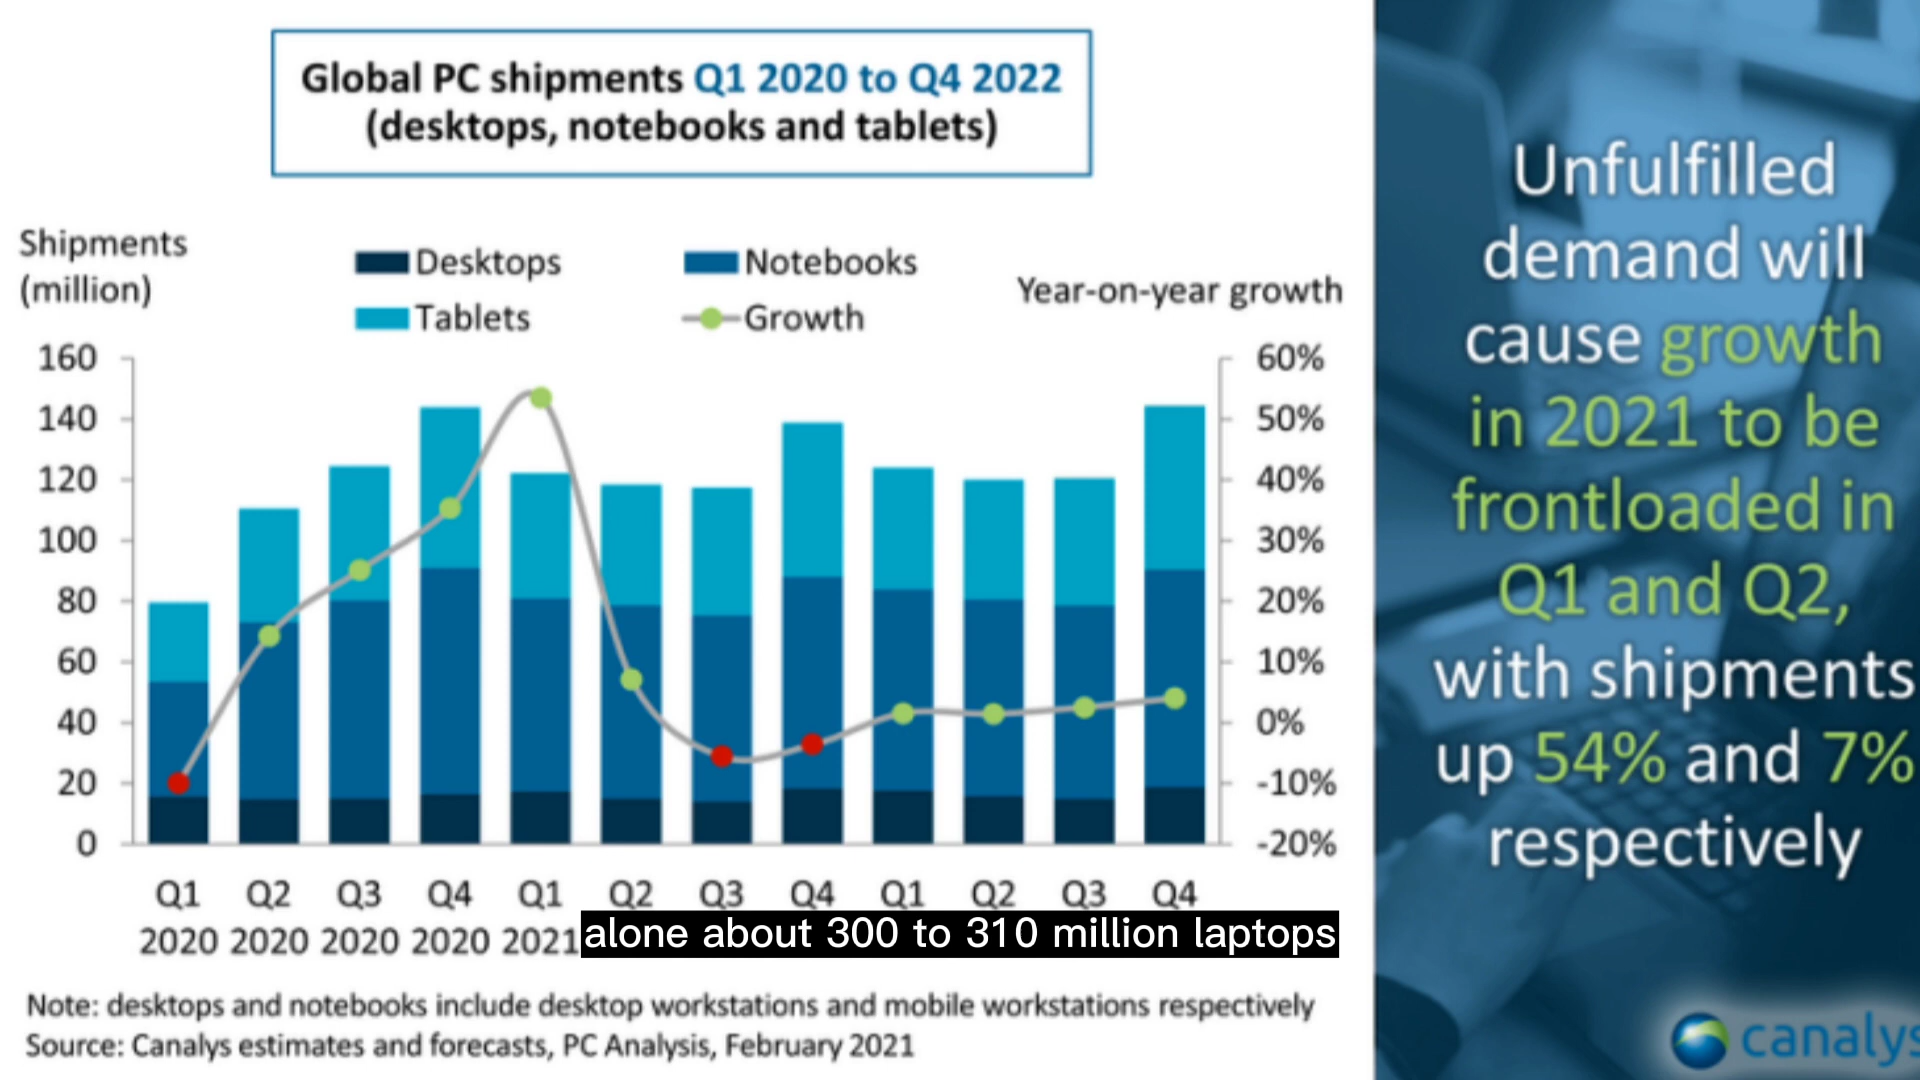 Global PC shipments Q1 2020 to Q4 2022
(desktops, notebooks and tablets)
Shipments
(million)
Desktops
Notebooks
Tablets
Growth
Year-on-year growth
160
140
120
100
80
60
40
20
0
60%
50%
40%
30%
20%
10%
0%
-10%
-20%
Q1 Q2 Q3 Q4 Q1 Q2 Q3 Q4 Q1 Q2 Q3 Q4
2020 2020 2020 2020 2021
alone about 300 to 310 million laptops
Note: desktops and notebooks include desktop workstations and mobile workstations respectively
Source: Canalys estimates and forecasts, PC Analysis, February 2021
Unfulfilled
demand will
cause growth
in 2021 to be
frontloaded in
Q1 and Q2,
with shipments
up 54% and 7%
respectively
canalys